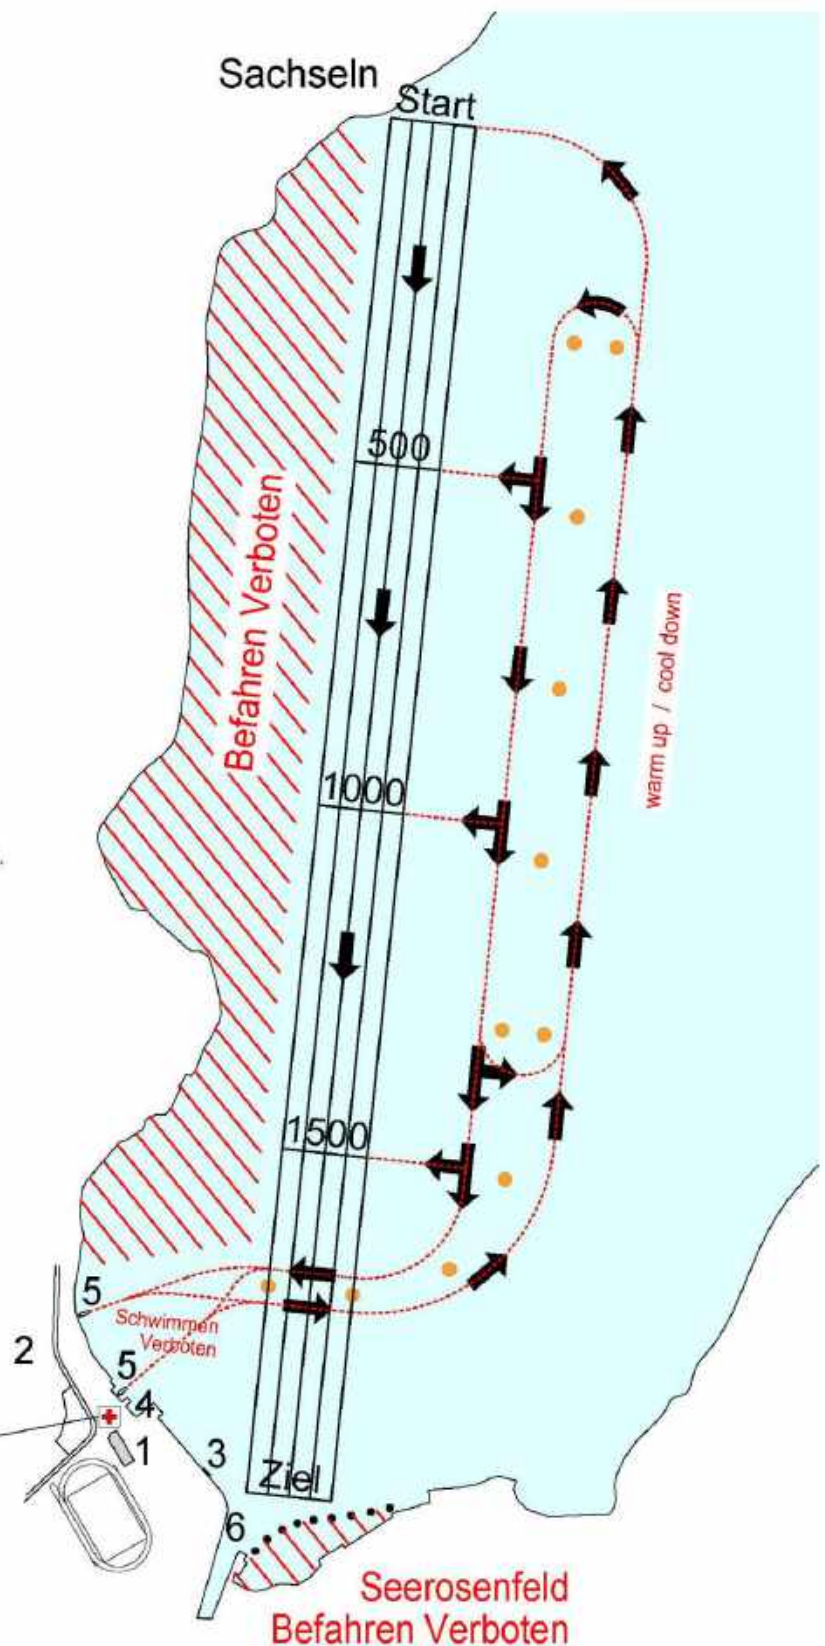 Sachseln
Start
500
Befahren Verboten
warm up / cool down
1000
1500
5
Schwimmen
Verboten
2
5
4
1
3
Ziel
6
Seerosenfeld
Befahren Verboten